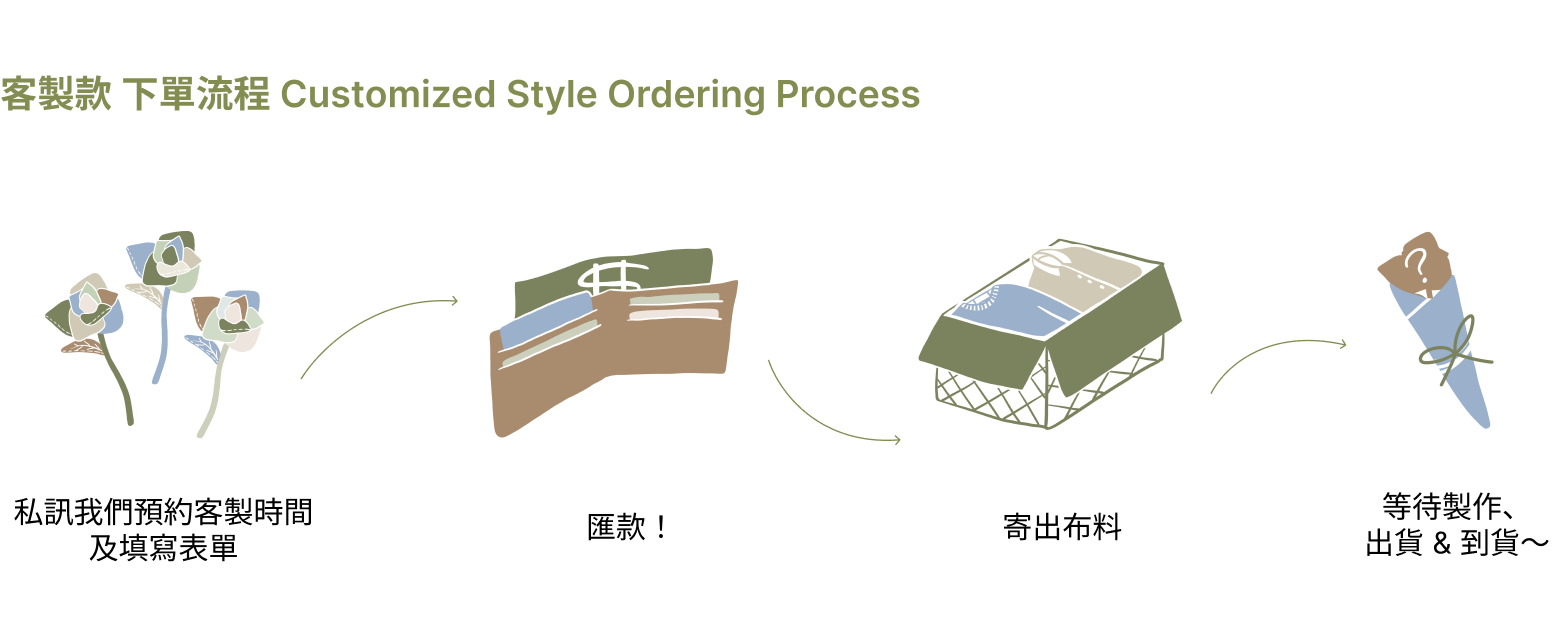 客製款 下單流程 Customized Style Ordering Process
私訊我們預約客製時間
及填寫表單
匯款！
寄出布料
等待製作、
出貨 & 到貨～